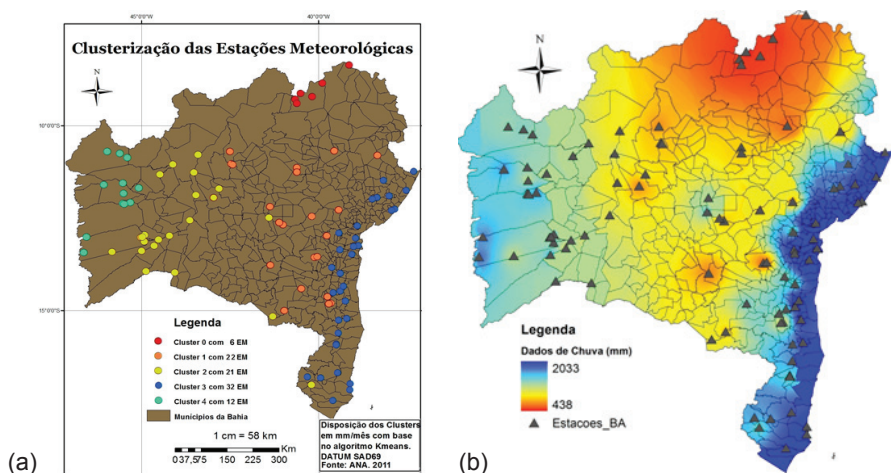 45°0'0"W
40°0'0"W
Clusterização das Estações Meteorológicas
N
10°0'0"S
15°0'0"S
Legenda
Cluster 0 com 6 EM
Cluster 1 com 22 EM
Cluster 2 com 21 EM
Cluster 3 com 32 EM
Cluster 4 com 12 EM
Municípios da Bahia
1 cm = 58 km
Km
0 37,5 75 150 225 300
Disposição dos Clusters
em mm/mês com base
no algoritmo Kmeans.
DATUM SAD69
Fonte: ANA. 2011
(a)
N
Legenda
Dados de Chuva (mm)
2033
438
Estacoes_BA
(b)